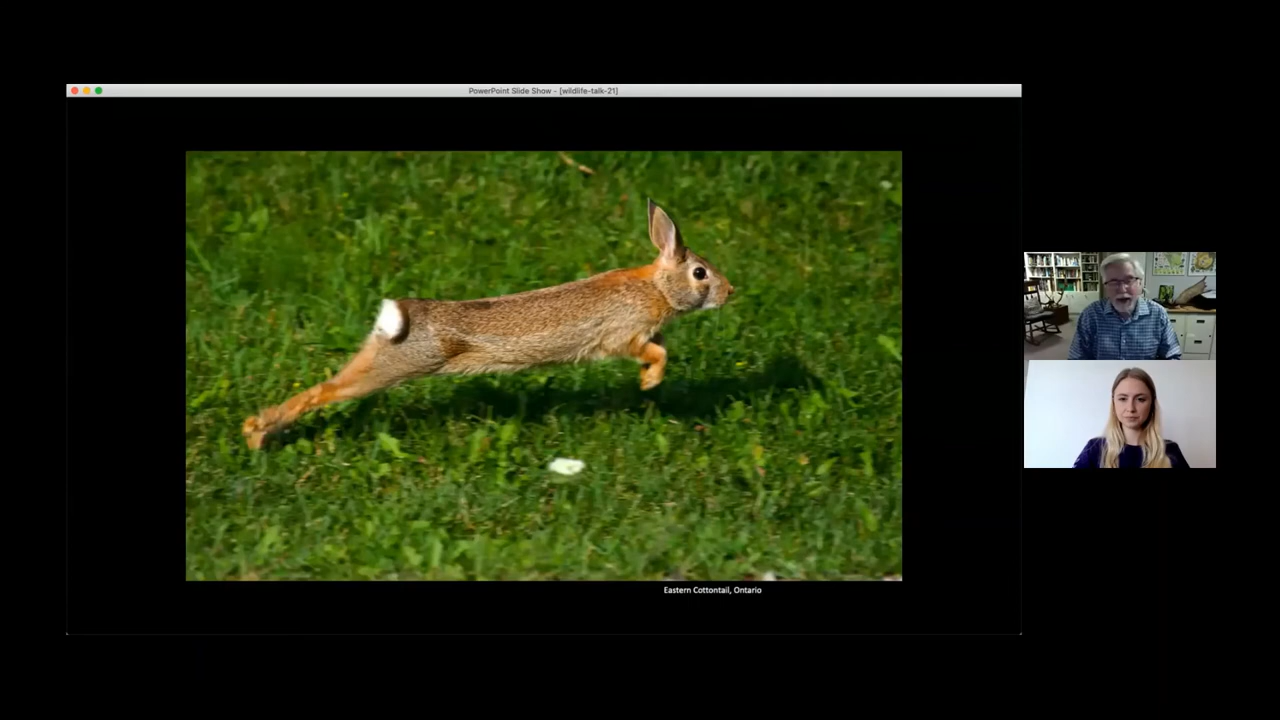 PowerPoint Slide Show - [wildlife-talk-21]
Eastern Cottontail, Ontario